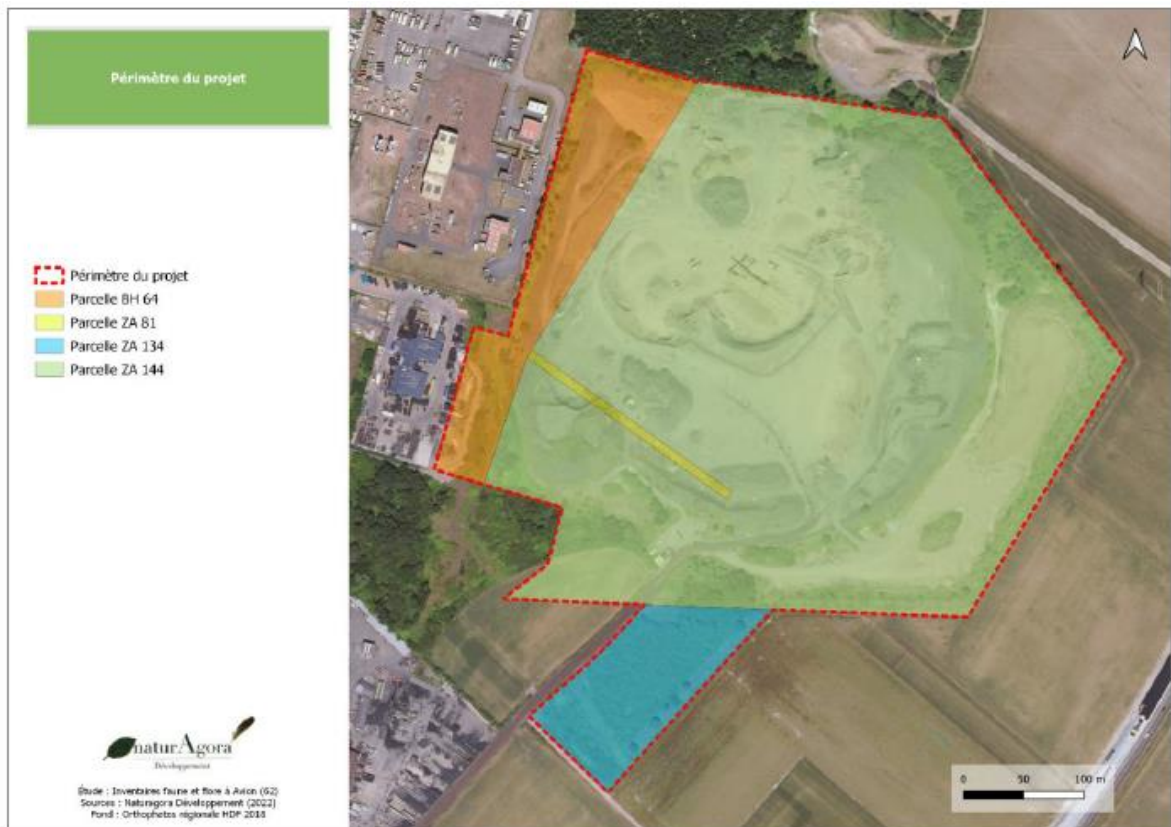 Périmètre du projet
Périmètre du projet
Parcelle BH 64
Parcelle ZA 81
Parcelle ZA 134
Parcelle ZA 144
naturAgora
Développement
Étude : Inventaires faune et flore à Avion (62)
Sources : Naturagora Développement (2022)
Fond : Orthophotos régionale HDF 2018
0 50 100 m